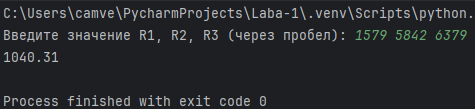 C:\Users\camve\PycharmProjects\Laba-1\.venv\Scripts\python.
Введите значение R1, R2, R3 (через пробел): 1579 5842 6379
1040.31
Process finished with exit code 0